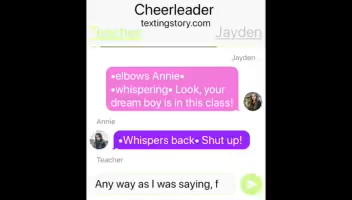 Cheerleader
textingstory.com
Teacher
Jayden
Jayden
•elbows Annie•
•whispering• Look, your
dream boy is in this class!
Annie
•Whispers back• Shut up!
Teacher
Any way as I was saying, f